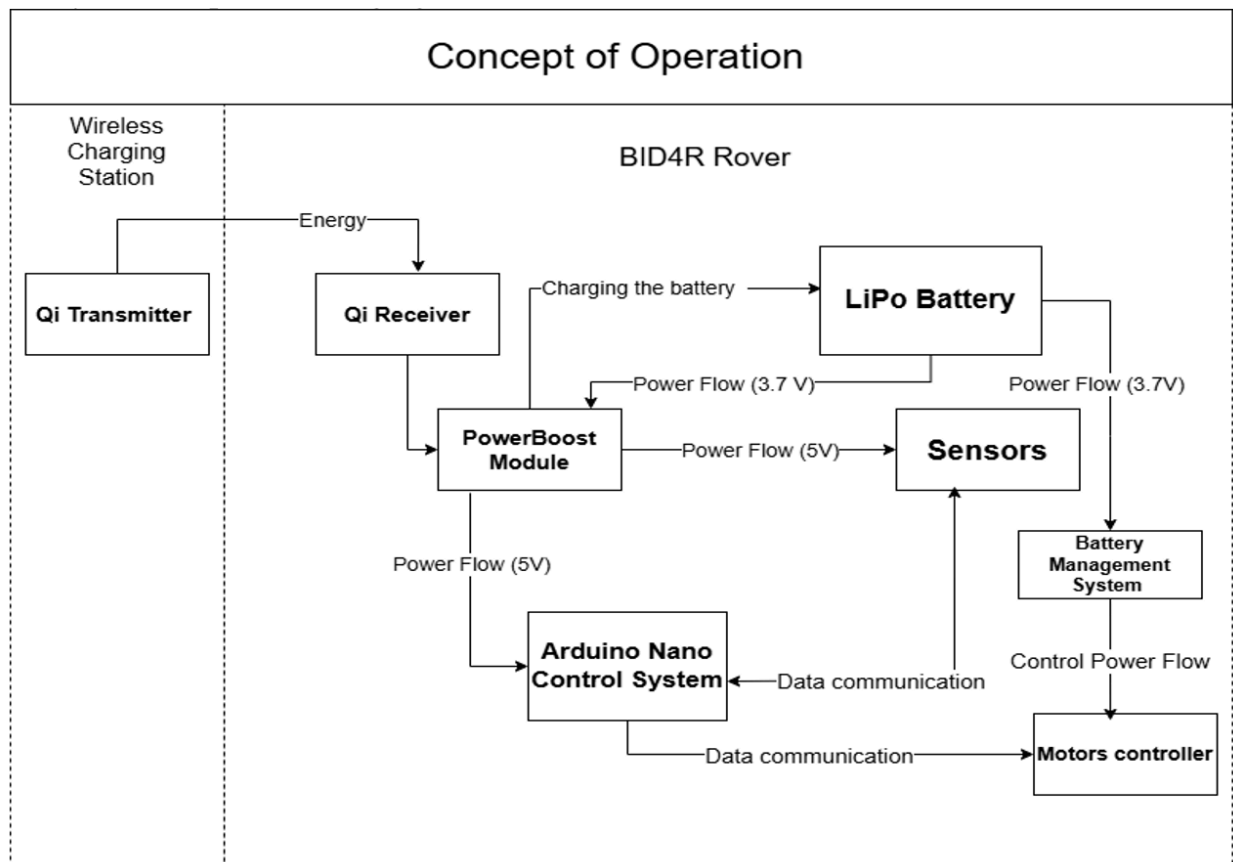 Concept of Operation
Wireless
Charging
Station
BID4R Rover
Energy
Qi Transmitter
Qi Receiver
Charging the battery
LiPo Battery
Power Flow (3.7 V)
Power Flow (3.7V)
PowerBoost
Module
Power Flow (5V)
Sensors
Power Flow (5V)
Battery
Management
System
Arduino Nano
Control System
Data communication
Control Power Flow
Data communication
Motors controller